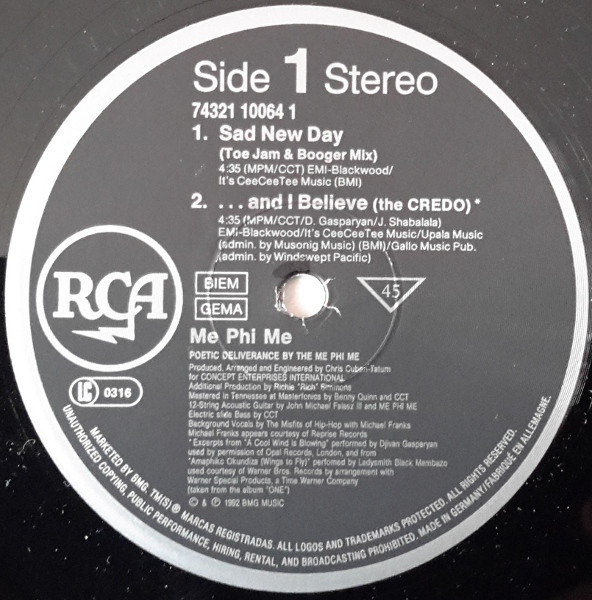 Side 1 Stereo
74321 10064 1
1. Sad New Day
(Toe Jam & Booger Mix)
4:35 (MPM/CCT) EMI-Blackwood/
It's CeeCeeTee Music (BMI)
2. . . . and I Believe (the CREDO) *
4:35 (MPM/CCT/D. Gasparyan/J. Shabalala)
EMI-Blackwood/It's CeeCeeTee Music/Upala Music
(admin. by Musonig Music) (BMI)/Gallo Music Pub.
(admin. by Windswept Pacific)
RCA
BIEM
GEMA
45
LC 0316
Me Phi Me
POETIC DELIVERANCE BY THE ME PHI ME
Produced, Arranged and Engineered by Chris Cuben-Tatum
for CONCEPT ENTERPRISES INTERNATIONAL
Additional Production by Richie "Rich" Simmons
Mastered in Tennessee at Masterfonics by Benny Quinn and CCT
12-String Acoustic Guitar by John Michael Falasz III and ME PHI ME
Electric slide Bass by CCT
Background Vocals by The Misfits of Hip-Hop with Michael Franks
Michael Franks appears courtesy of Reprise Records
* Excerpts from "A Cool Wind is Blowing" performed by Djivan Gasparyan
used by permission of Opal Records, London, and from
"Amaphiko Okundiza (Wings to Fly)" perfomed by Ladysmith Black Mambazo
used courtesy of Warner Bros. Records by arrangement with
Warner Special Products, a Time Warner Company
(taken from the album "ONE")
© & ℗ 1992 BMG MUSIC
MARKETED BY BMG. TM(S) ® MARCAS REGISTRADAS. ALL LOGOS AND TRADEMARKS PROTECTED. ALL RIGHTS RESERVED.
UNAUTHORIZED COPYING, PUBLIC PERFORMANCE, HIRING, RENTAL, AND BROADCASTING PROHIBITED. MADE IN GERMANY/FABRIQUÉ EN ALLEMAGNE.